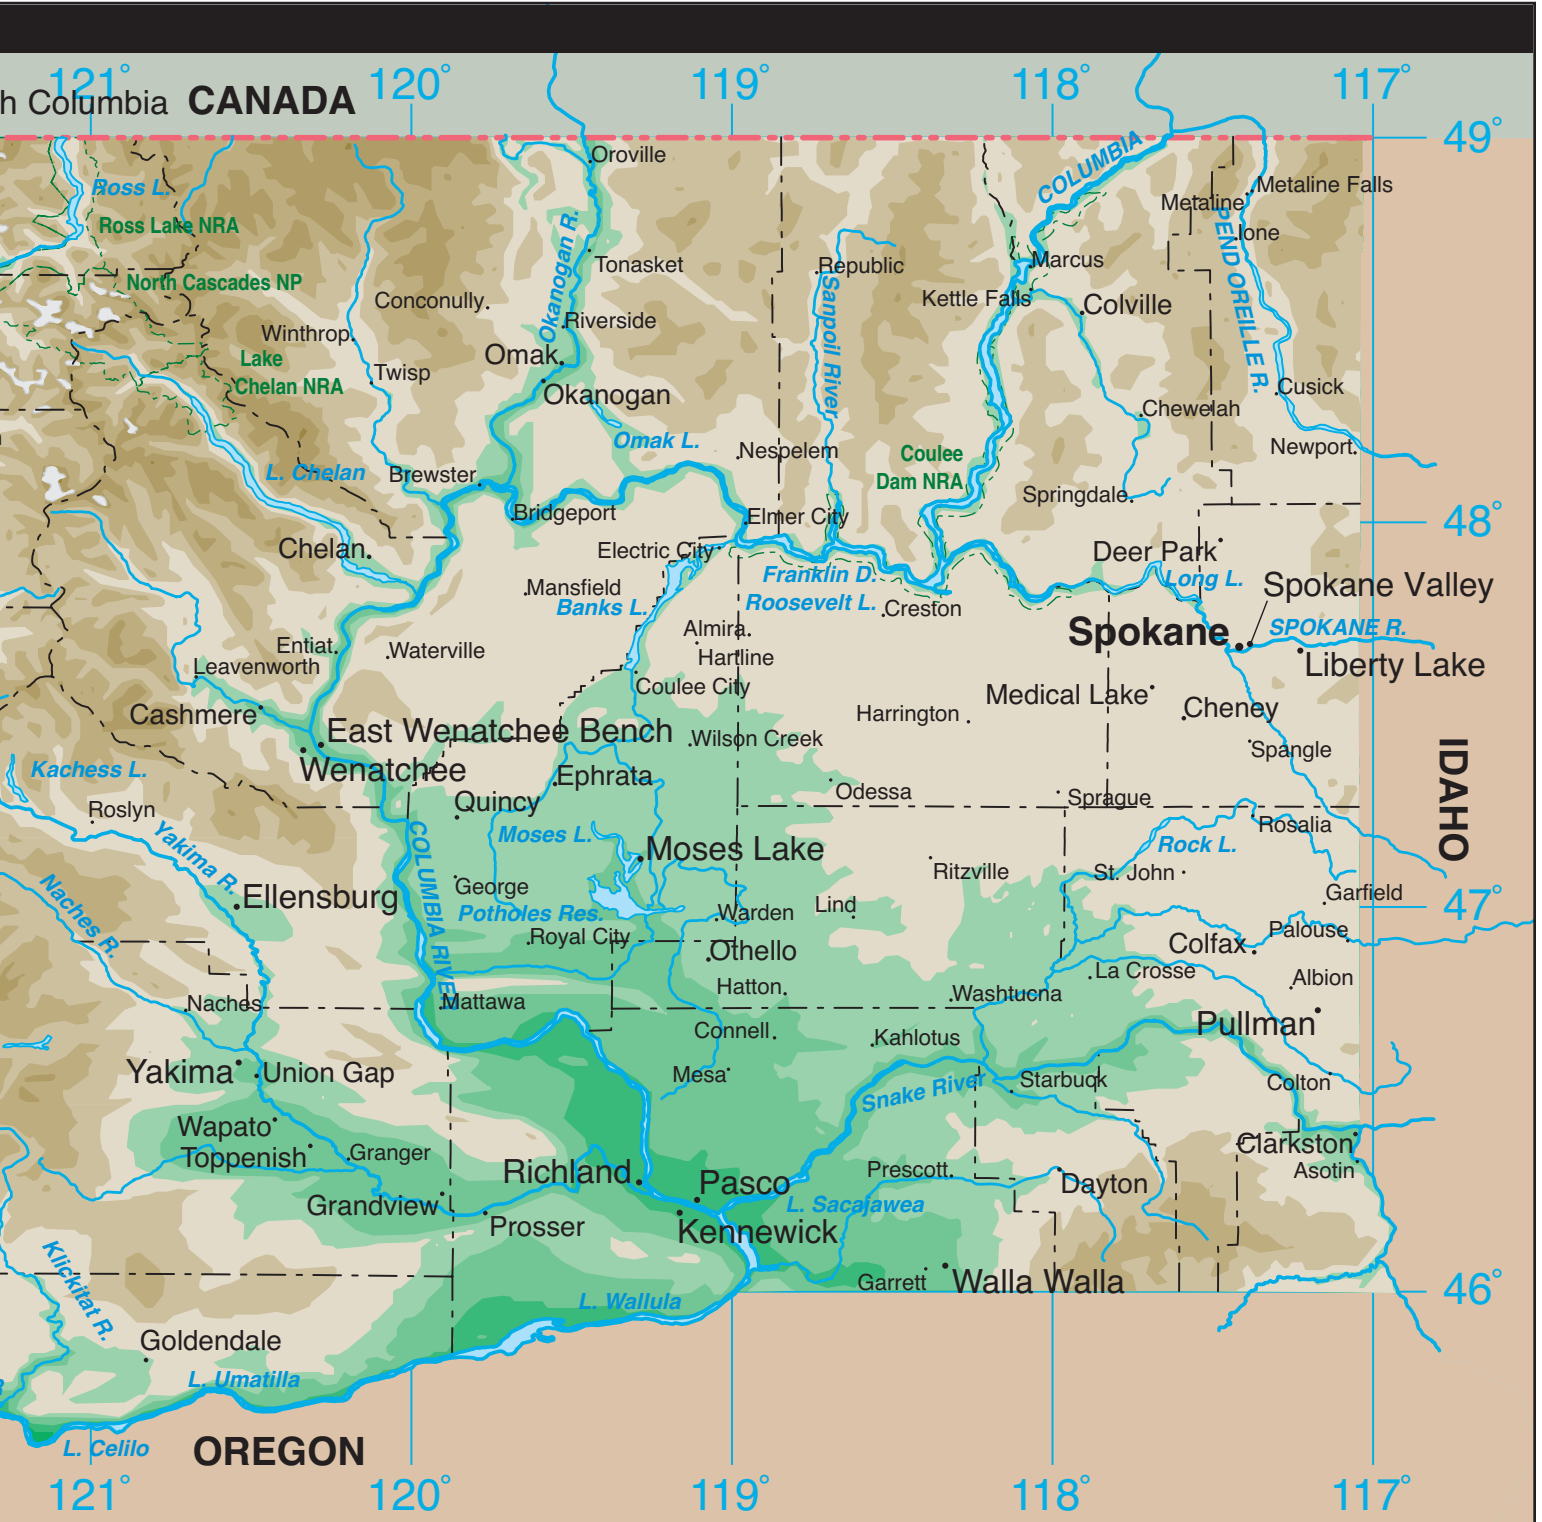 121° 120° 119° 118° 117°
h Columbia CANADA
49°
Oroville
COLUMBIA
Ross L.
Metaline Falls
Metaline
Ross Lake NRA
Ione
PEND OREILLE R.
Okanogan R.
Tonasket
Republic
Marcus
North Cascades NP
Sanpoil River
Conconully
Kettle Falls
Colville
Riverside
Winthrop
Omak
Lake
Chelan NRA
Twisp
Okanogan
Cusick
Chewelah
Omak L.
Nespelem
Newport
Coulee
Dam NRA
L. Chelan
Brewster
Springdale
Bridgeport
Elmer City
48°
Chelan
Electric City
Deer Park
Franklin D.
Roosevelt L.
Long L.
Mansfield
Banks L.
Creston
Spokane Valley
Almira
Spokane
SPOKANE R.
Entiat
Waterville
Hartline
Leavenworth
Liberty Lake
Coulee City
Medical Lake
Cashmere
Harrington
Cheney
East Wenatchee Bench
Wilson Creek
Spangle
Wenatchee
Kachess L.
Ephrata
IDAHO
Odessa
Sprague
Quincy
Roslyn
Rosalia
Yakima R.
COLUMBIA RIVER
Moses L.
Moses Lake
Rock L.
Ritzville
St. John
Naches R.
Ellensburg
George
Garfield
47°
Potholes Res.
Warden
Lind
Royal City
Palouse
Othello
Colfax
La Crosse
Hatton
Albion
Naches
Mattawa
Washtucna
Connell
Kahlotus
Pullman
Yakima
Union Gap
Mesa
Snake River
Starbuck
Colton
Wapato
Toppenish
Granger
Clarkston
Richland
Prescott
Asotin
Pasco
Dayton
Grandview
L. Sacajawea
Prosser
Kennewick
Klickitat R.
Garrett
Walla Walla
46°
L. Wallula
Goldendale
L. Umatilla
L. Celilo
OREGON
121° 120° 119° 118° 117°